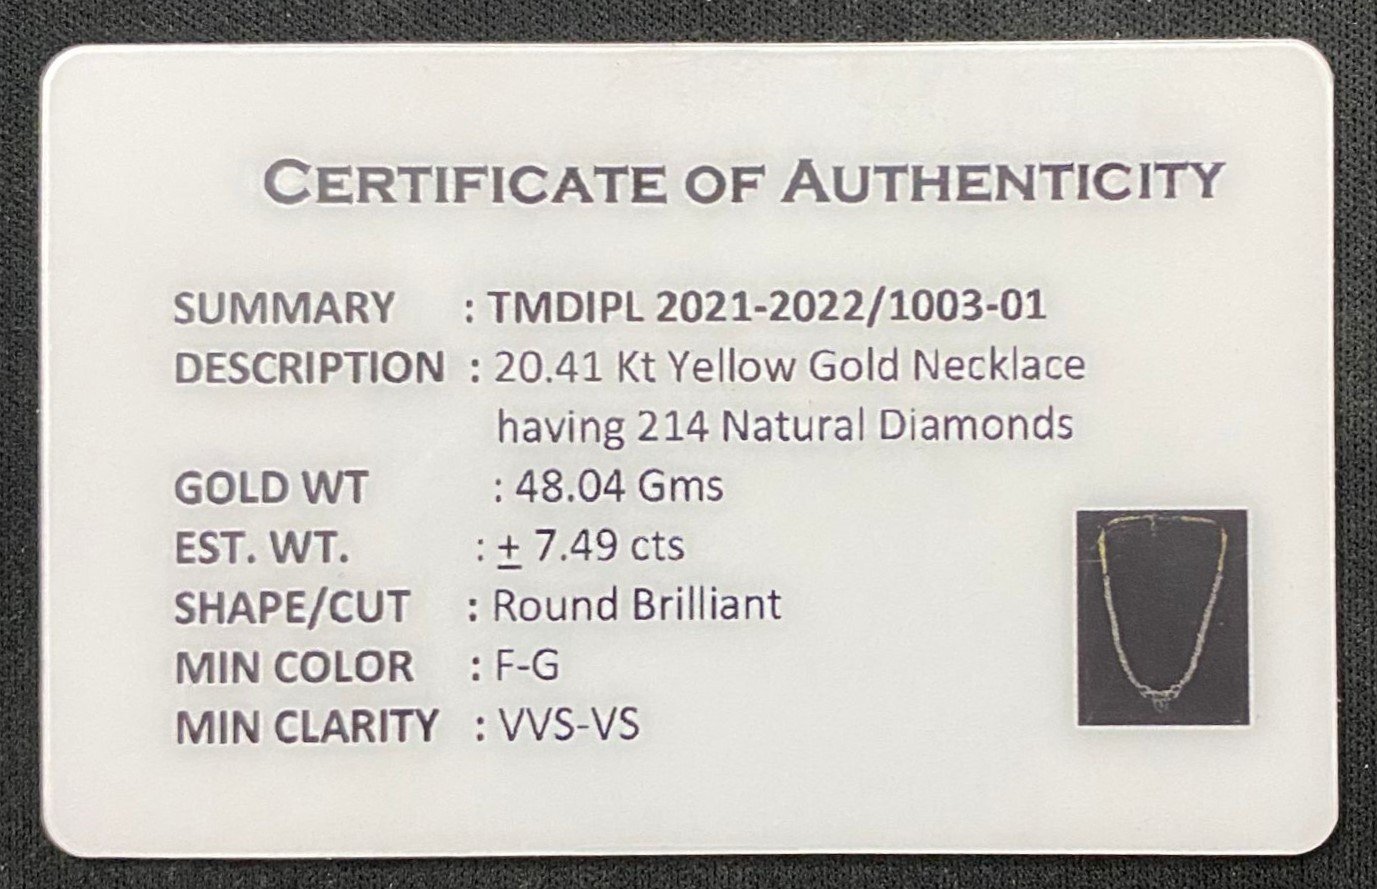 CERTIFICATE OF AUTHENTICITY
SUMMARY : TMDIPL 2021-2022/1003-01
DESCRIPTION : 20.41 Kt Yellow Gold Necklace
having 214 Natural Diamonds
GOLD WT : 48.04 Gms
EST. WT. : ± 7.49 cts
SHAPE/CUT : Round Brilliant
MIN COLOR : F-G
MIN CLARITY : VVS-VS